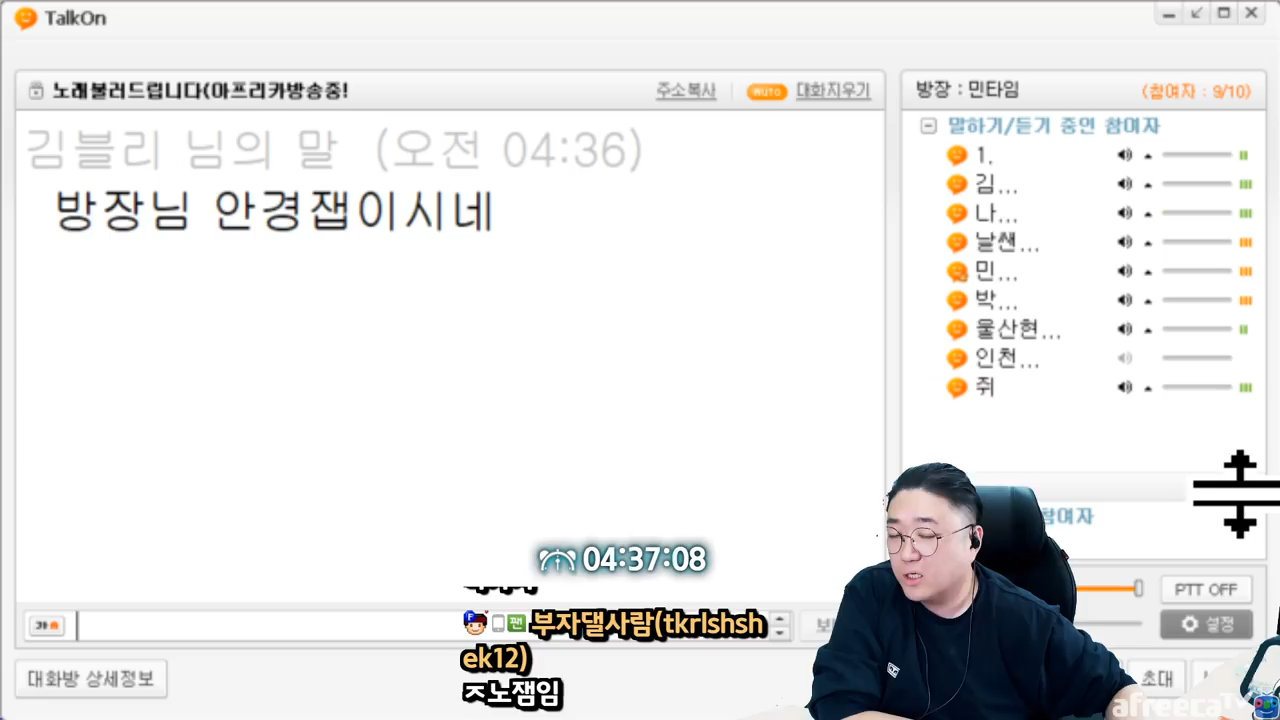 TalkOn
노래불러드립니다(아프리카방송중!
주소복사
AUTO
대화지우기
방장 : 민타임
(참여자 : 9/10)
김블리 님의 말 (오전 04:36)
방장님 안경잽이시네
말하기/듣기 중인 참여자
1.
김...
나...
날쌘...
민...
박...
울산현...
인천...
쥐
참여자
04:37:08
PTT OFF
설정
가
팬 부자댈사람(tkrlshsh
ek12)
ㅈ노잼임
대화방 상세정보
초대
afreeca